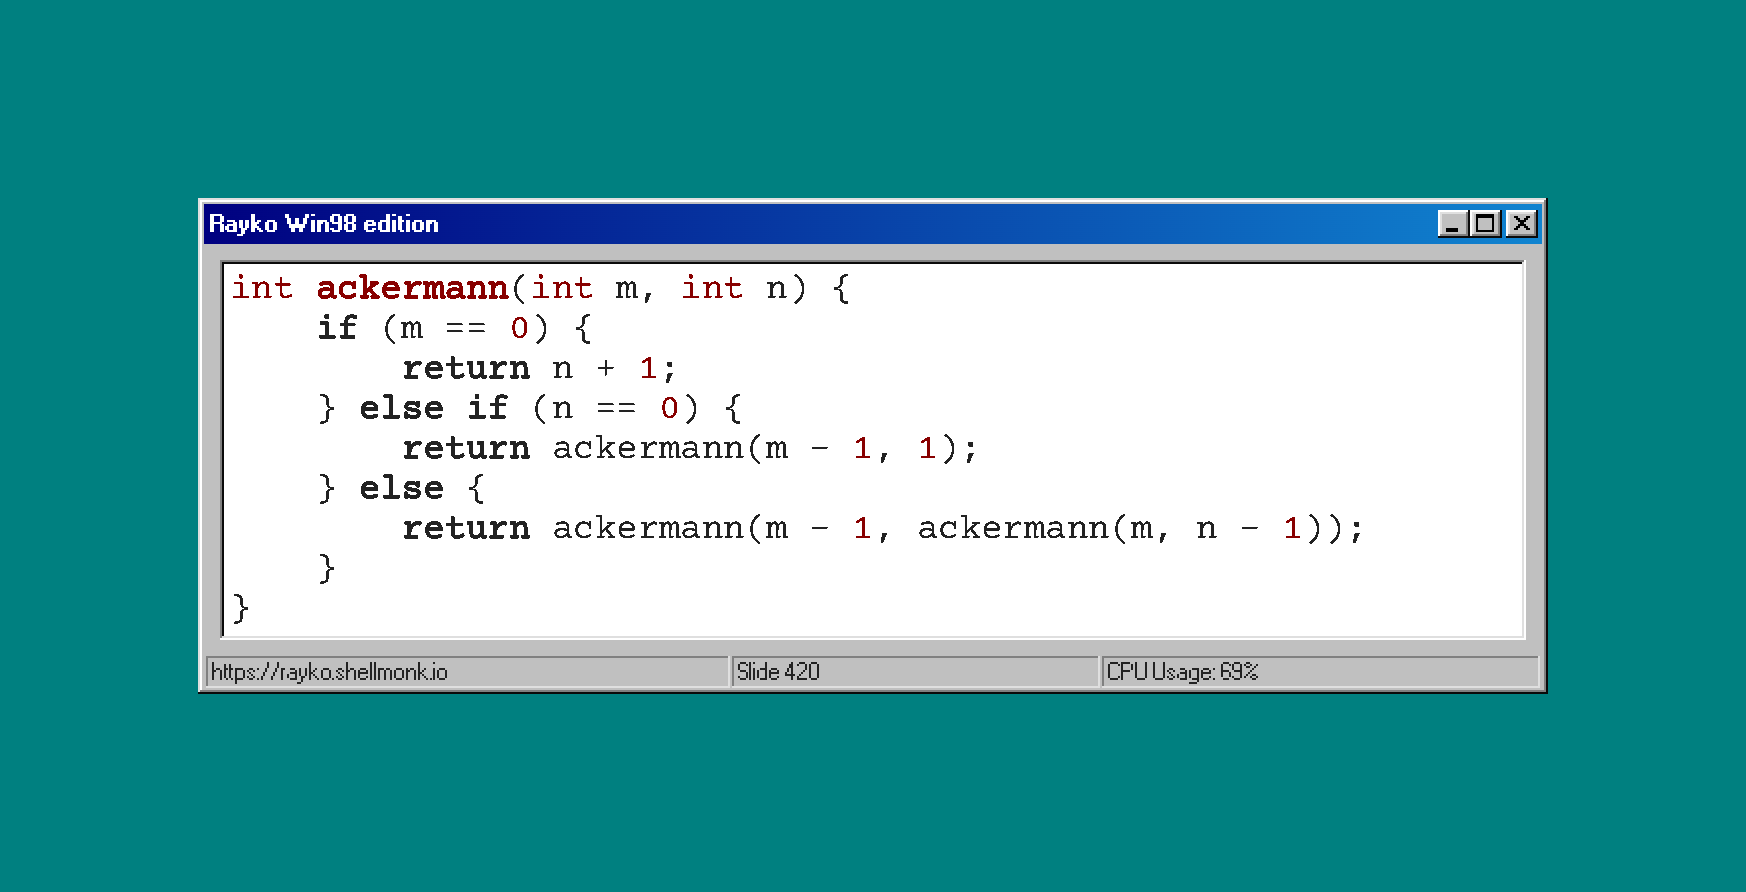 Rayko Win98 edition
int ackermann(int m, int n) {
    if (m == 0) {
        return n + 1;
    } else if (n == 0) {
        return ackermann(m - 1, 1);
    } else {
        return ackermann(m - 1, ackermann(m, n - 1));
    }
}
https://rayko.shellmonk.io
Slide 420
CPU Usage: 69%